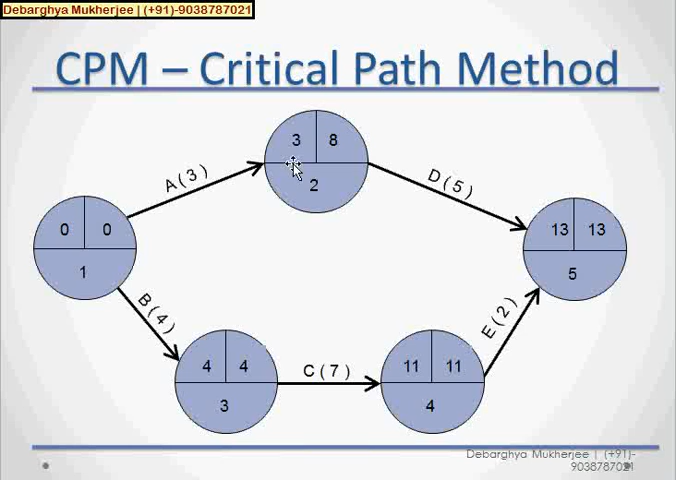 Debarghya Mukherjee | (+91)-9038787021
CPM – Critical Path Method
3 8
2
A ( 3 )
D ( 5 )
0 0
1
13 13
5
B ( 4 )
E ( 2 )
4 4
3
C ( 7 )
11 11
4
Debarghya Mukherjee | (+91)-
9038787021